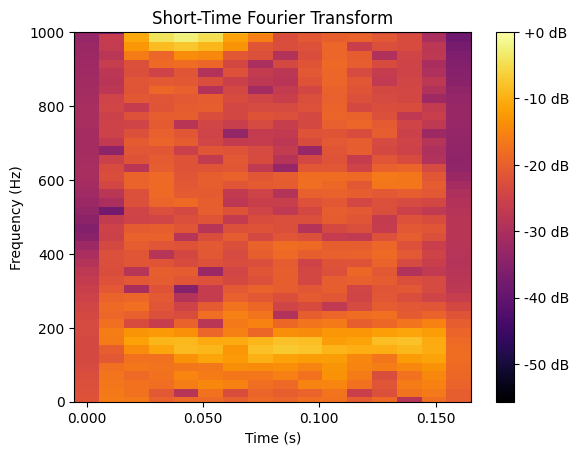 Short-Time Fourier Transform
1000
800
600
400
200
0
Frequency (Hz)
0.000
0.050
0.100
0.150
Time (s)
+0 dB
-10 dB
-20 dB
-30 dB
-40 dB
-50 dB